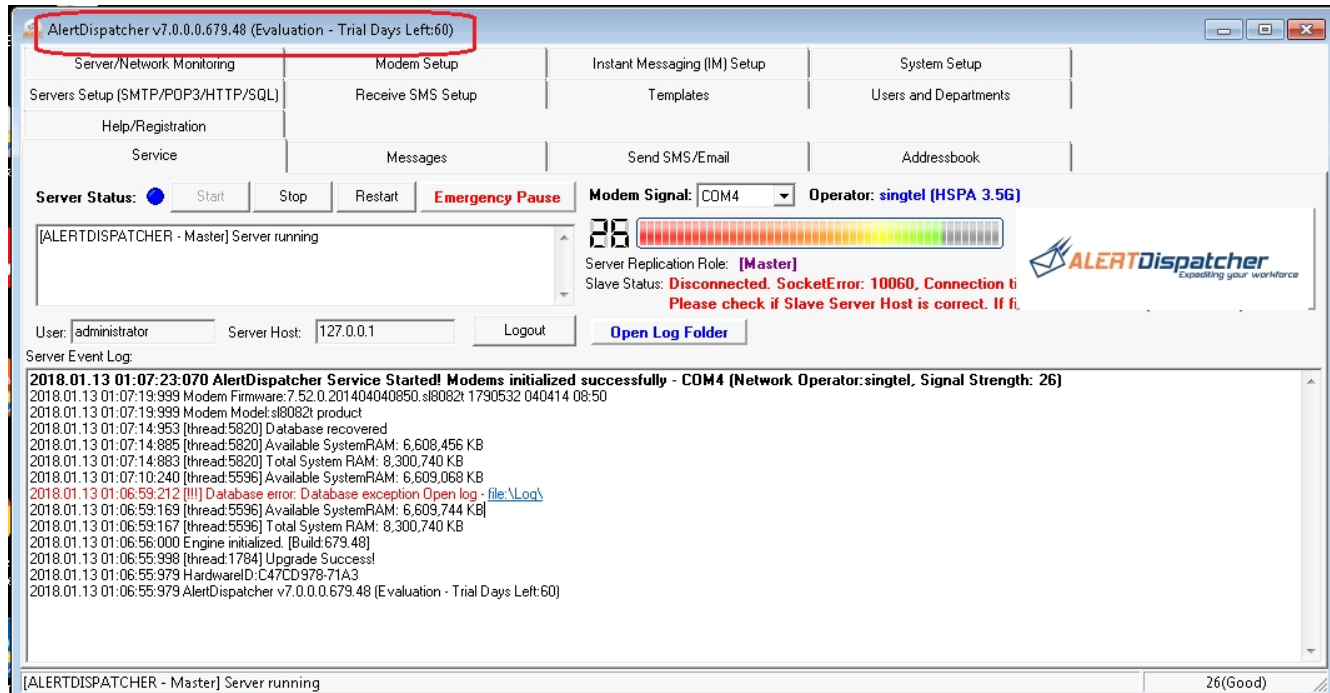 AlertDispatcher v7.0.0.0.679.48 (Evaluation - Trial Days Left:60)
Server/Network Monitoring Modem Setup Instant Messaging (IM) Setup System Setup
Servers Setup (SMTP/POP3/HTTP/SQL) Receive SMS Setup Templates Users and Departments
Help/Registration
Service Messages Send SMS/Email Addressbook
Server Status: Start Stop Restart Emergency Pause Modem Signal: COM4 Operator: singtel (HSPA 3.5G)
[ALERTDISPATCHER - Master] Server running
26
ALERTDispatcher
Expediting your workforce
Server Replication Role: [Master]
Slave Status: Disconnected. SocketError: 10060, Connection ti
Please check if Slave Server Host is correct. If fi
User: administrator Server Host: 127.0.0.1 Logout Open Log Folder
Server Event Log:
2018.01.13 01:07:23:070 AlertDispatcher Service Started! Modems initialized successfully - COM4 (Network Operator:singtel, Signal Strength: 26)
2018.01.13 01:07:19:999 Modem Firmware:7.52.0.201404040850.sl8082t 1790532 040414 08:50
2018.01.13 01:07:19:999 Modem Model:sl8082t product
2018.01.13 01:07:14:953 [thread:5820] Database recovered
2018.01.13 01:07:14:885 [thread:5820] Available SystemRAM: 6,608,456 KB
2018.01.13 01:07:14:883 [thread:5820] Total System RAM: 8,300,740 KB
2018.01.13 01:07:10:240 [thread:5596] Available SystemRAM: 6,609,068 KB
2018.01.13 01:06:59:212 [!!!] Database error: Database exception Open log - file:\Log\
2018.01.13 01:06:59:169 [thread:5596] Available SystemRAM: 6,609,744 KB
2018.01.13 01:06:59:167 [thread:5596] Total System RAM: 8,300,740 KB
2018.01.13 01:06:56:000 Engine initialized. [Build:679.48]
2018.01.13 01:06:55:998 [thread:1784] Upgrade Success!
2018.01.13 01:06:55:979 HardwareID:C47CD978-71A3
2018.01.13 01:06:55:979 AlertDispatcher v7.0.0.0.679.48 (Evaluation - Trial Days Left:60)
[ALERTDISPATCHER - Master] Server running 26(Good)